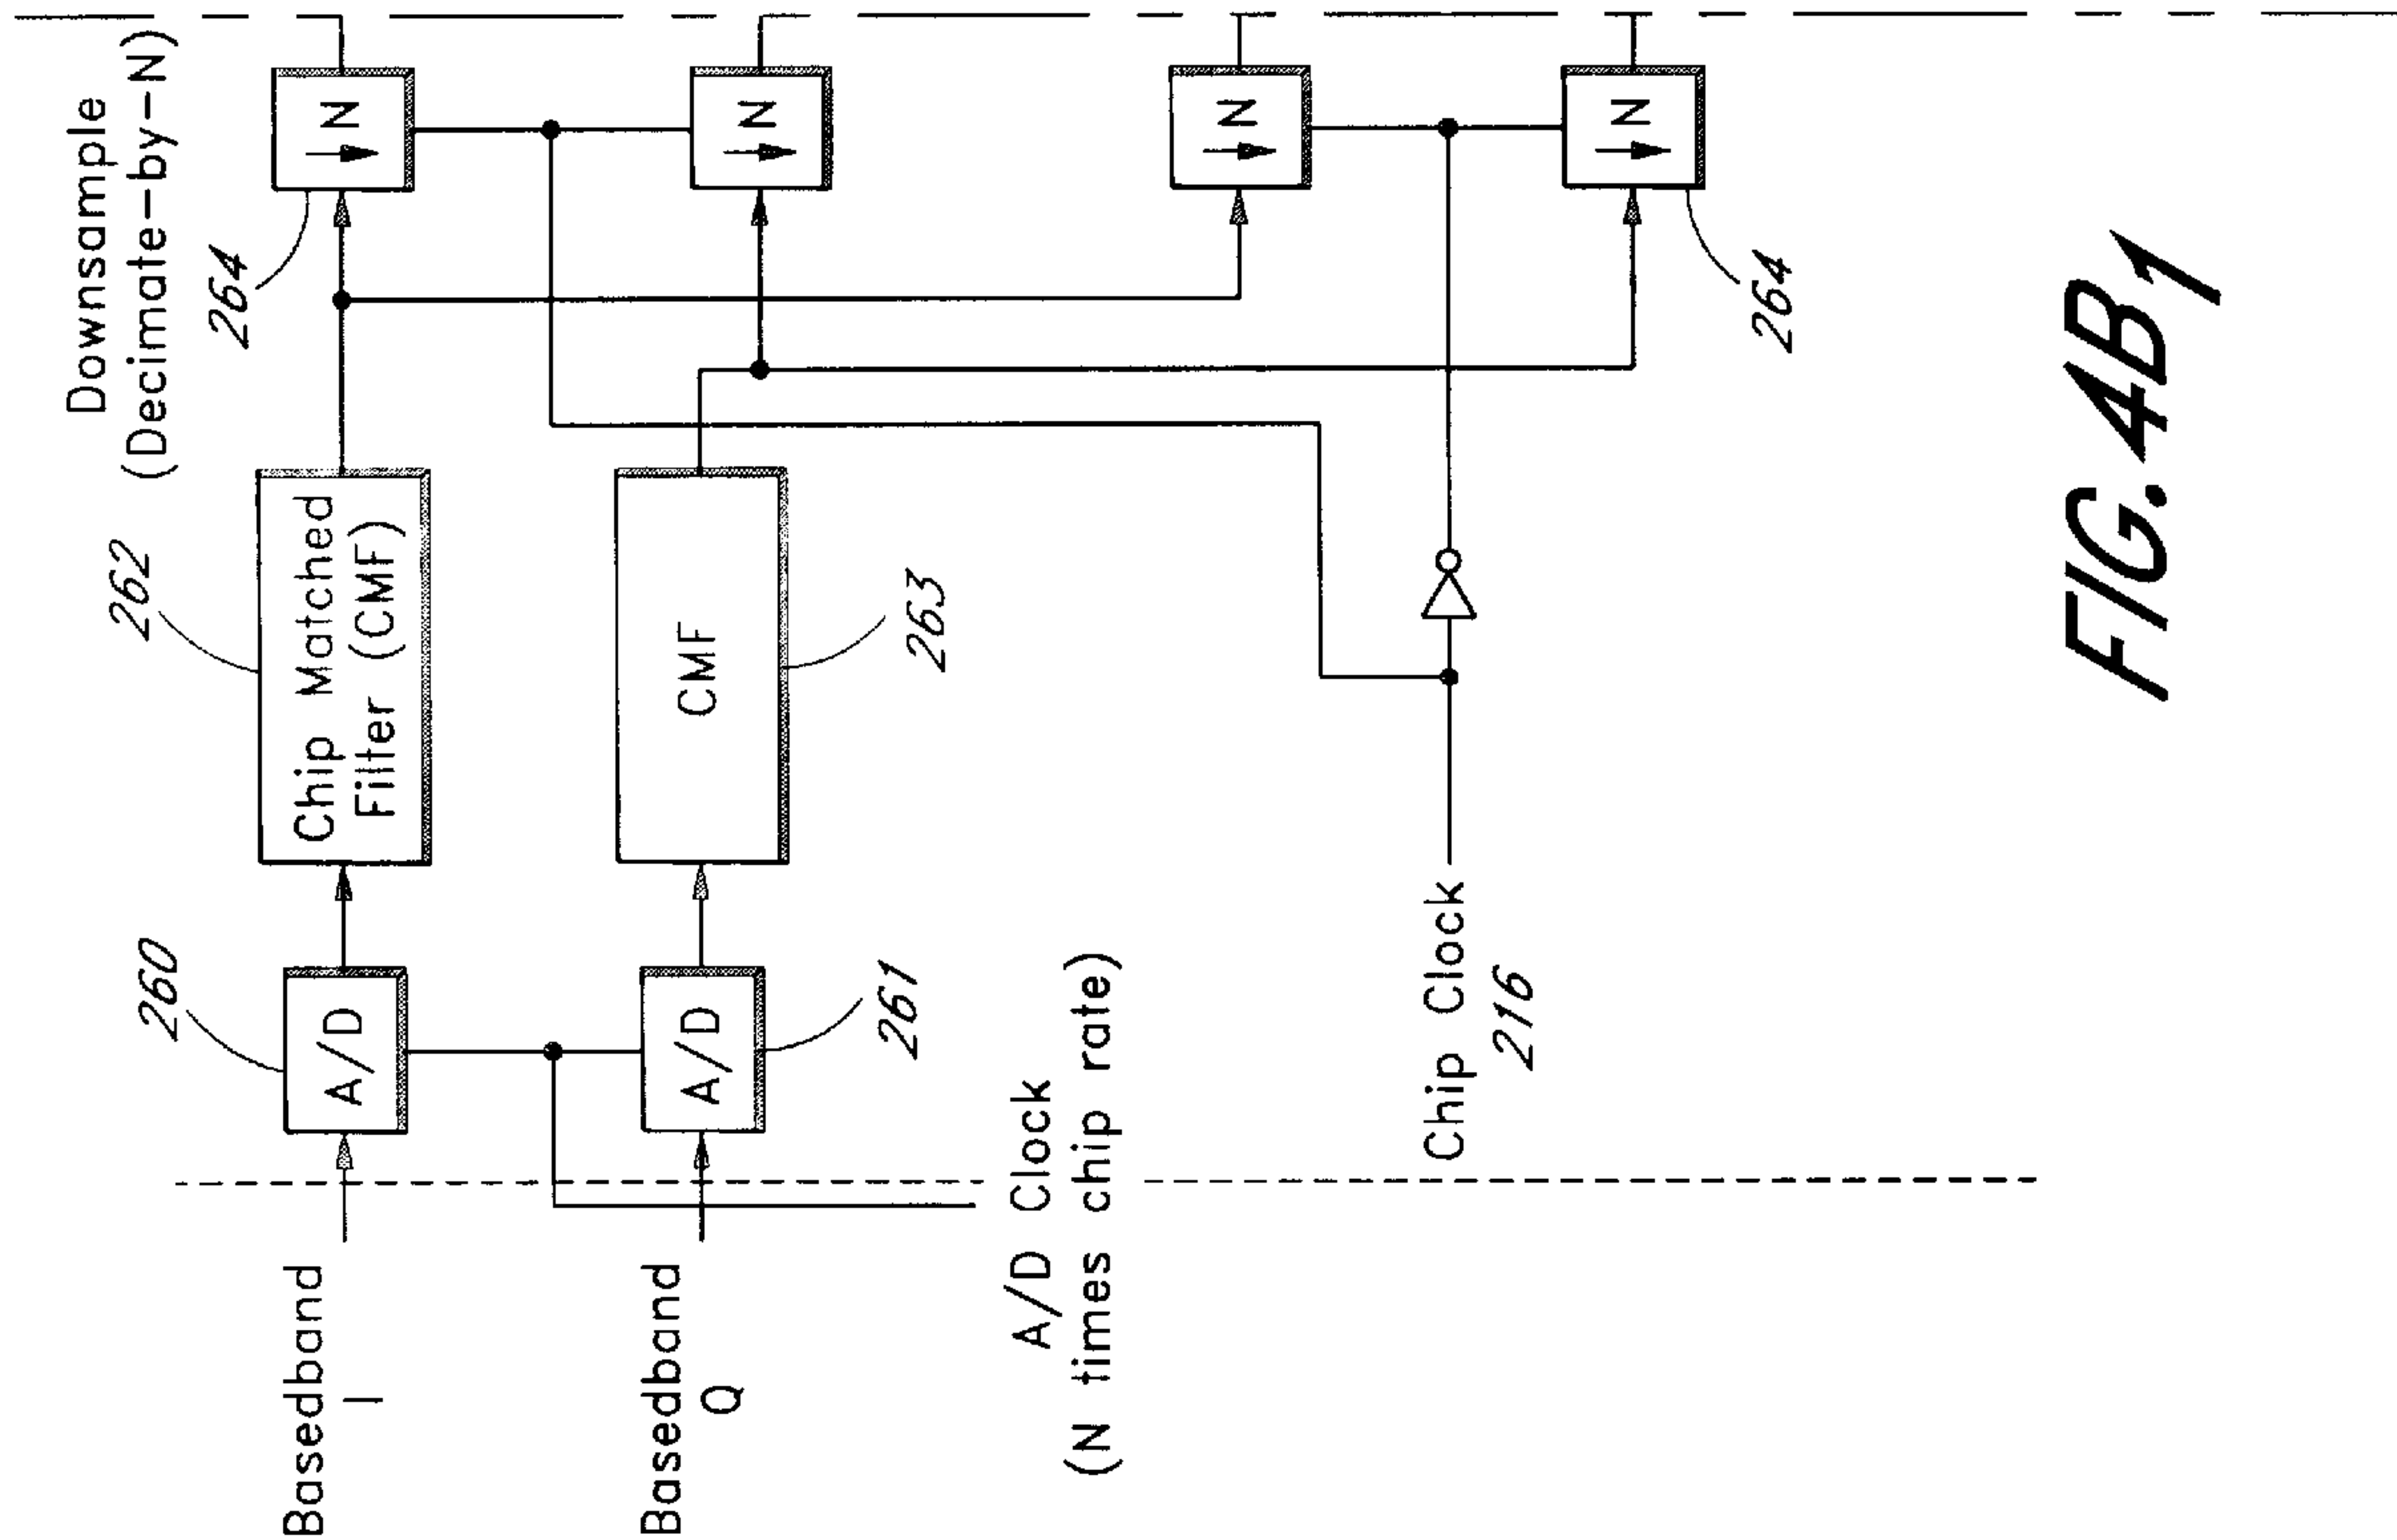 Downsample
(Decimate-by-N)
264
N
N
N
N
264
262
Chip Matched
Filter (CMF)
CMF
263
260
A/D
A/D
261
Basedband
I
Basedband
Q
A/D Clock
(N times chip rate)
Chip Clock
216
FIG. 4B1